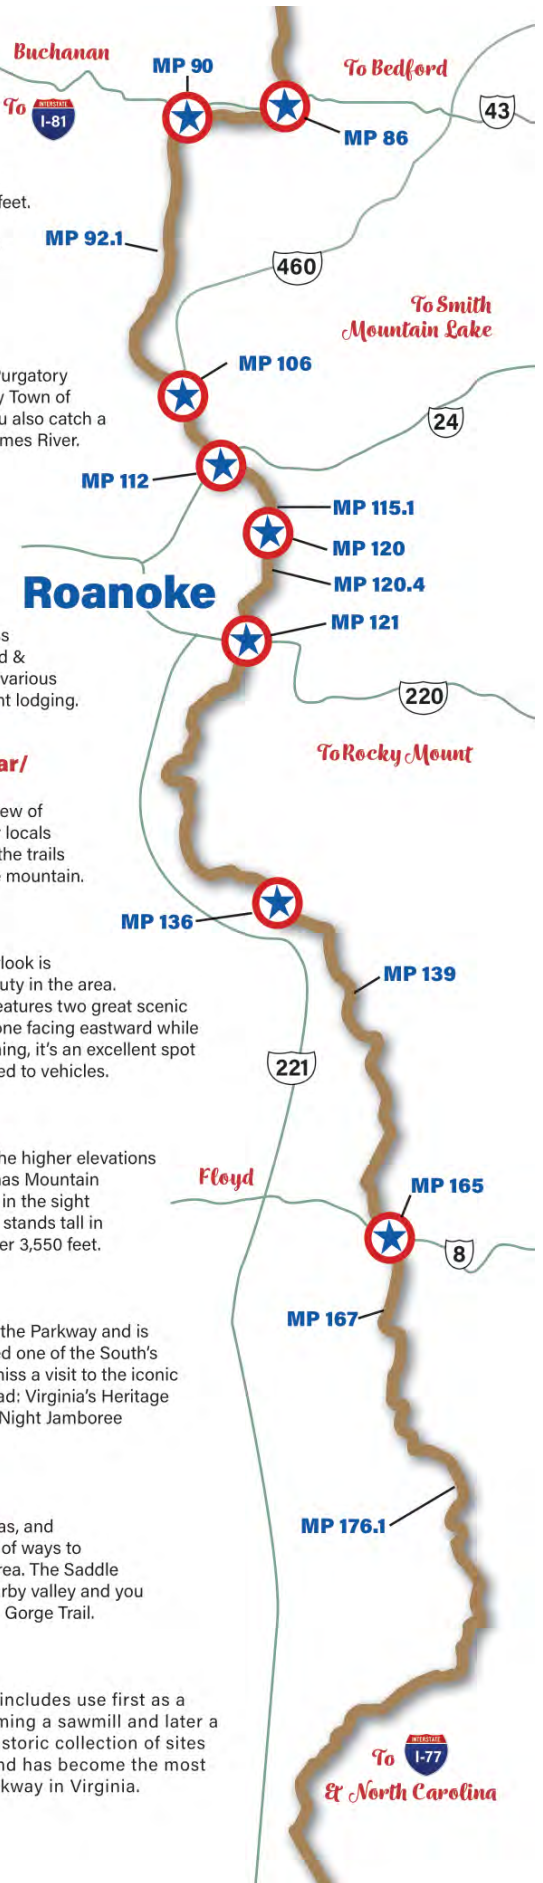 Buchanan
MP 90
To Bedford
To
INTERSTATE
I-81
43
MP 86
feet.
MP 92.1
460
To Smith
Mountain Lake
MP 106
Purgatory
y Town of
u also catch a
mes River.
24
MP 112
MP 115.1
MP 120
MP 120.4
Roanoke
MP 121
ss
d &
various
nt lodging.
220
To Rocky Mount
ar/
ew of
locals
the trails
e mountain.
MP 136
look is
uty in the area.
eatures two great scenic
one facing eastward while
ning, it's an excellent spot
ed to vehicles.
MP 139
221
he higher elevations
nas Mountain
in the sight
stands tall in
er 3,550 feet.
Floyd
MP 165
8
MP 167
the Parkway and is
ed one of the South's
miss a visit to the iconic
ad: Virginia's Heritage
Night Jamboree
MP 176.1
as, and
of ways to
rea. The Saddle
arby valley and you
Gorge Trail.
includes use first as a
ming a sawmill and later a
storic collection of sites
nd has become the most
kway in Virginia.
To
INTERSTATE
I-77
& North Carolina